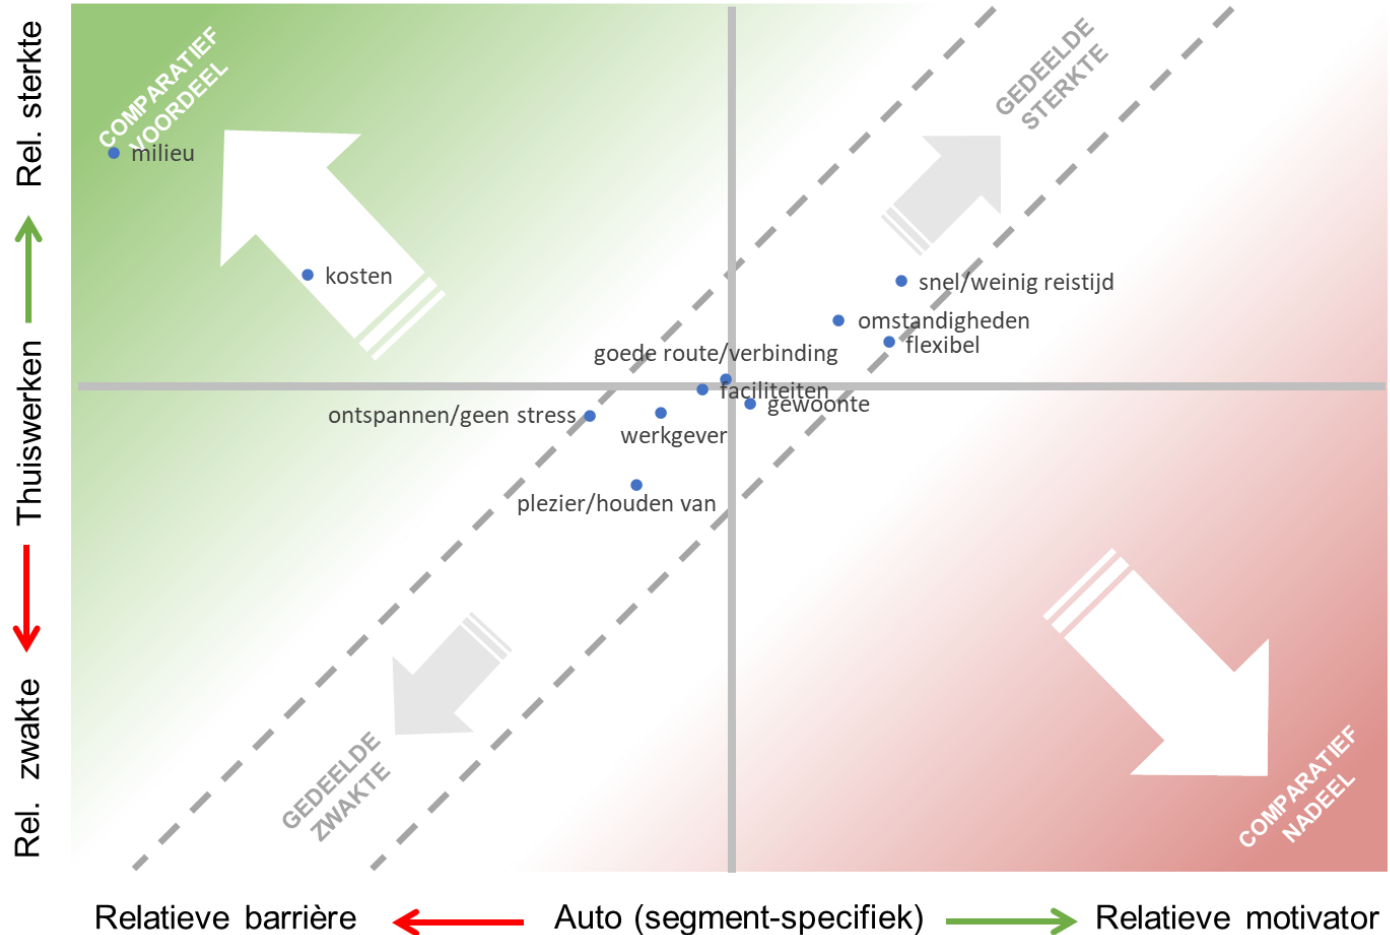 Rel. sterkte
Thuiswerken
Rel. zwakte
COMPARATIEF
VOORDEEL
GEDEELDE
STERKTE
milieu
kosten
snel/weinig reistijd
omstandigheden
flexibel
goede route/verbinding
faciliteiten
gewoonte
ontspannen/geen stress
werkgever
plezier/houden van
GEDEELDE
ZWAKTE
COMPARATIEF
NADEEL
Relatieve barrière
Auto (segment-specifiek)
Relatieve motivator